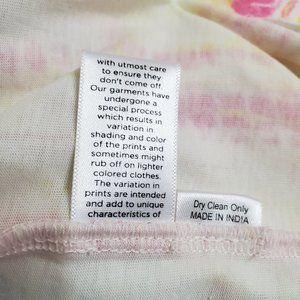 with utmost care
to ensure they
don't come off.
Our garments have
undergone a
special process
which results in
variation in
shading and color
of the prints and
sometimes might
rub off on lighter
colored clothes.
The variation in
prints are intended
and add to unique
characteristics of
Dry Clean Only
MADE IN INDIA